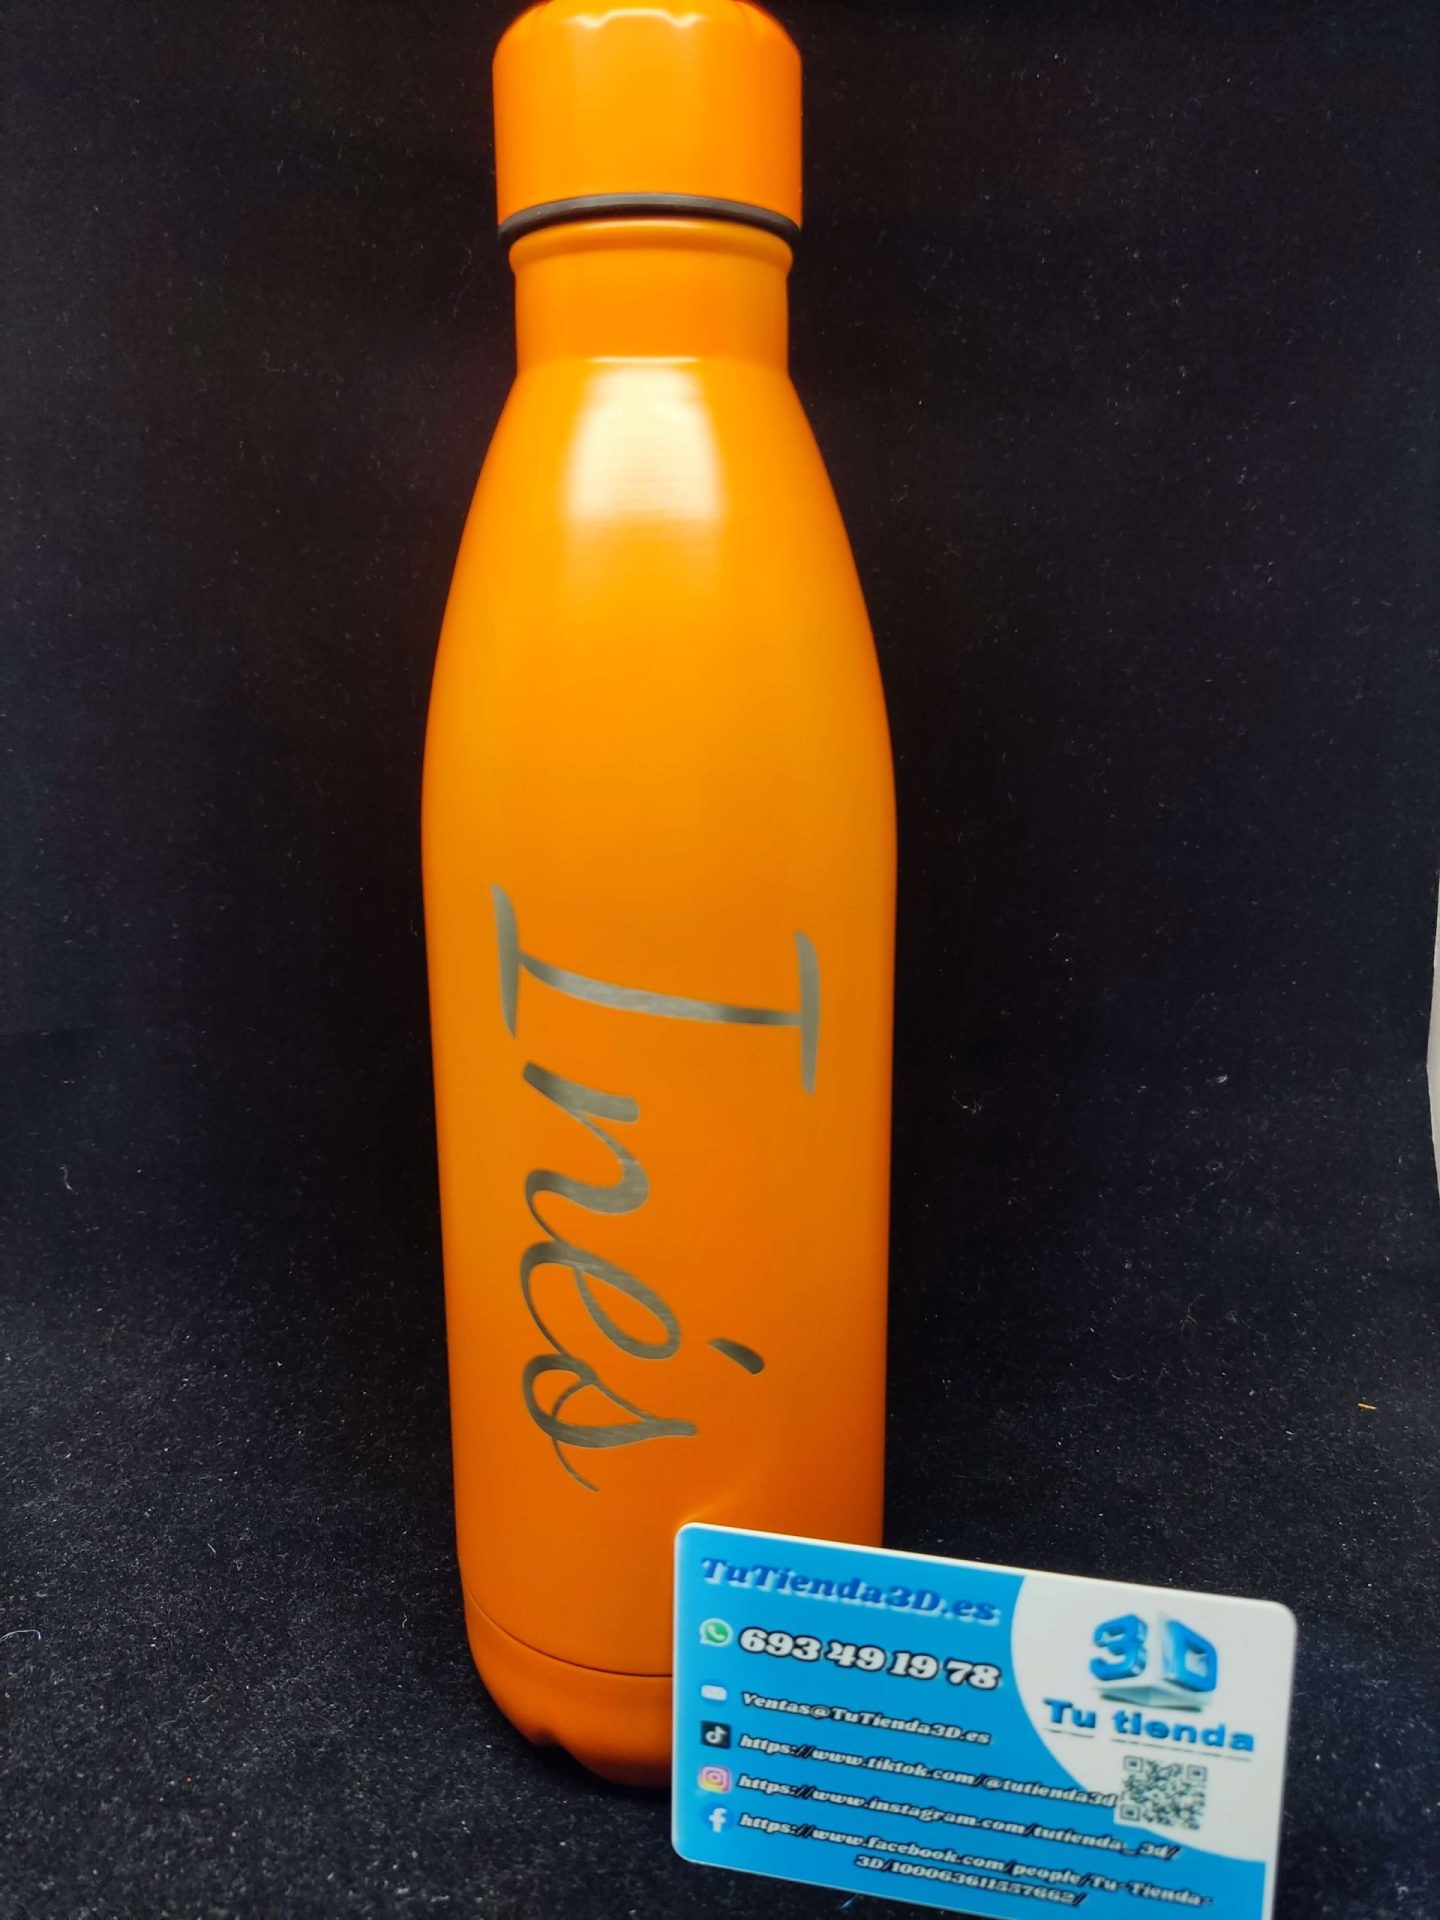 Inés
TuTienda3D.es
693 49 19 78
Ventas@TuTienda3D.es
https://www.tiktok.com/@tutienda3d
https://www.instagram.com/tutienda_3d/
https://www.facebook.com/people/Tu-Tienda-
3D/100063611557662/
3D
Tu tienda